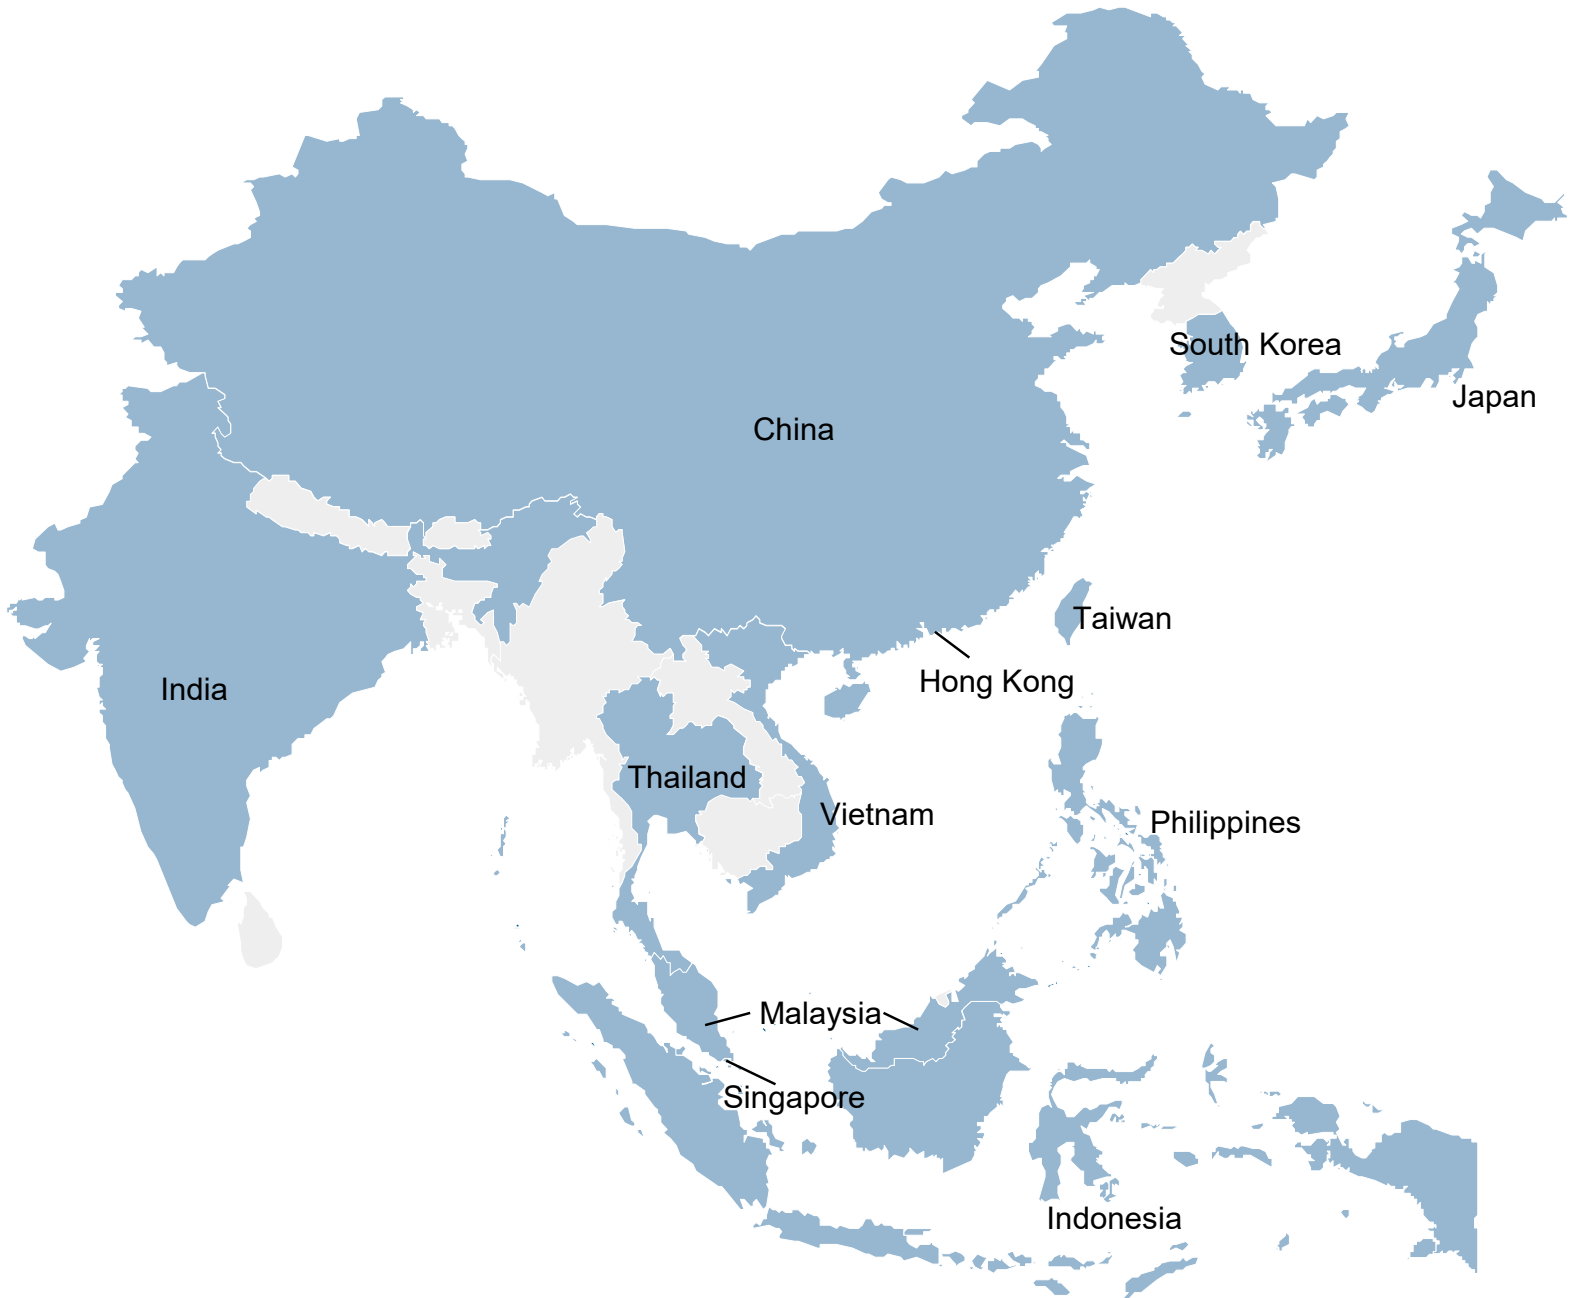 South Korea
Japan
China
Taiwan
Hong Kong
India
Thailand
Vietnam
Philippines
Malaysia
Singapore
Indonesia